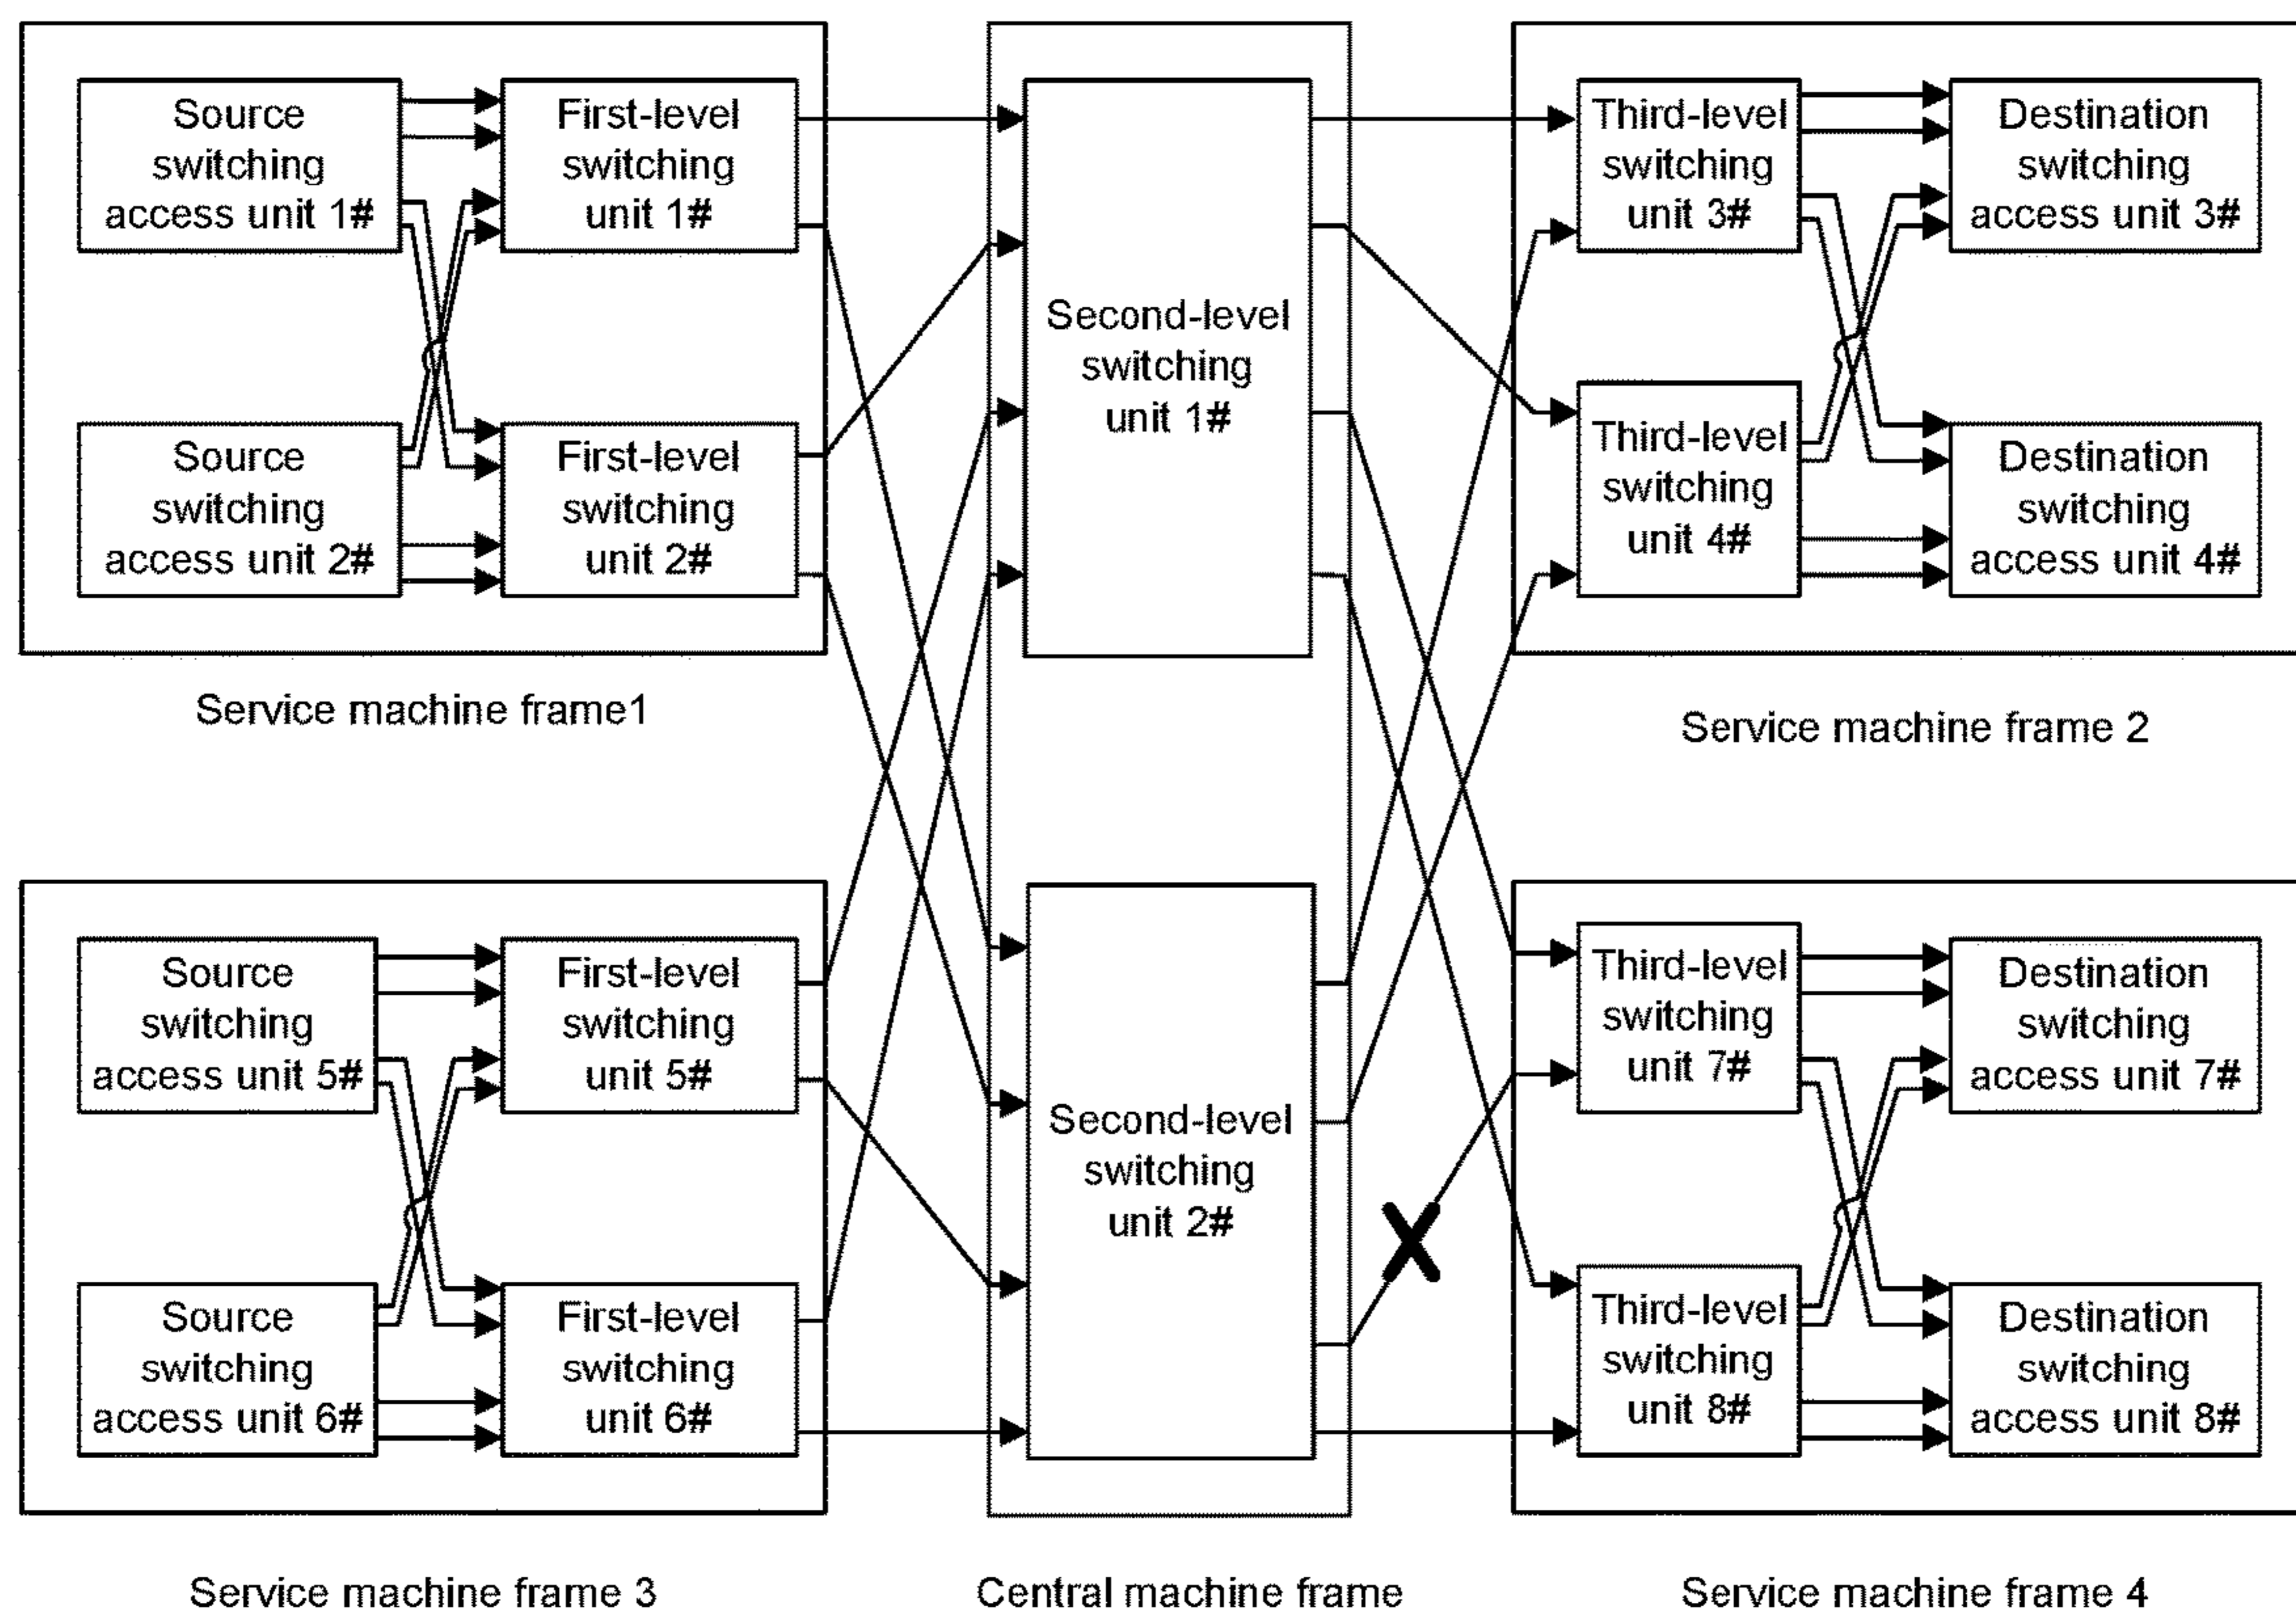 Source
switching
access unit 1#
First-level
switching
unit 1#
Source
switching
access unit 2#
First-level
switching
unit 2#
Service machine frame1
Second-level
switching
unit 1#
Third-level
switching
unit 3#
Destination
switching
access unit 3#
Third-level
switching
unit 4#
Destination
switching
access unit 4#
Service machine frame 2
Source
switching
access unit 5#
First-level
switching
unit 5#
Source
switching
access unit 6#
First-level
switching
unit 6#
Service machine frame 3
Second-level
switching
unit 2#
Central machine frame
Third-level
switching
unit 7#
Destination
switching
access unit 7#
Third-level
switching
unit 8#
Destination
switching
access unit 8#
Service machine frame 4